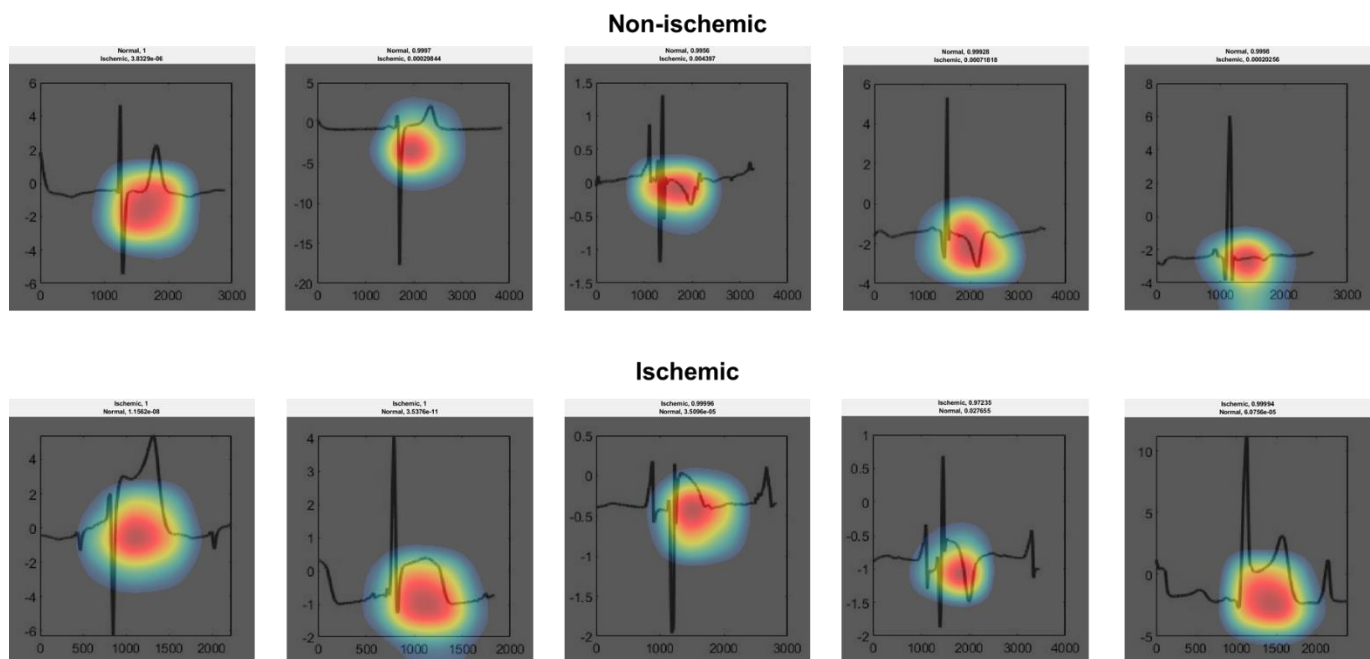 Non-ischemic
Normal, 1
Ischemic, 3.8329e-06
Normal, 0.9997
Ischemic, 0.00029844
Normal, 0.9956
Ischemic, 0.004397
Normal, 0.99928
Ischemic, 0.00071818
Normal, 0.9998
Ischemic, 0.00020256
6
4
2
0
-2
-4
-6
0 1000 2000 3000
5
0
-5
-10
-15
-20
0 1000 2000 3000 4000
1.5
1
0.5
0
-0.5
-1
-1.5
0 1000 2000 3000 4000
6
4
2
0
-2
-4
0 1000 2000 3000 4000
8
6
4
2
0
-2
-4
0 1000 2000 3000
Ischemic
Ischemic, 1
Normal, 1.1562e-08
Ischemic, 1
Normal, 3.5376e-11
Ischemic, 0.99996
Normal, 3.5096e-05
Ischemic, 0.97235
Normal, 0.027655
Ischemic, 0.99994
Normal, 6.0756e-05
4
2
0
-2
-4
-6
0 500 1000 1500 2000
4
3
2
1
0
-1
-2
0 500 1000 1500 2000
0.5
0
-0.5
-1
-1.5
-2
0 1000 2000 3000
1
0.5
0
-0.5
-1
-1.5
-2
0 1000 2000 3000 4000
10
5
0
-5
0 500 1000 1500 2000